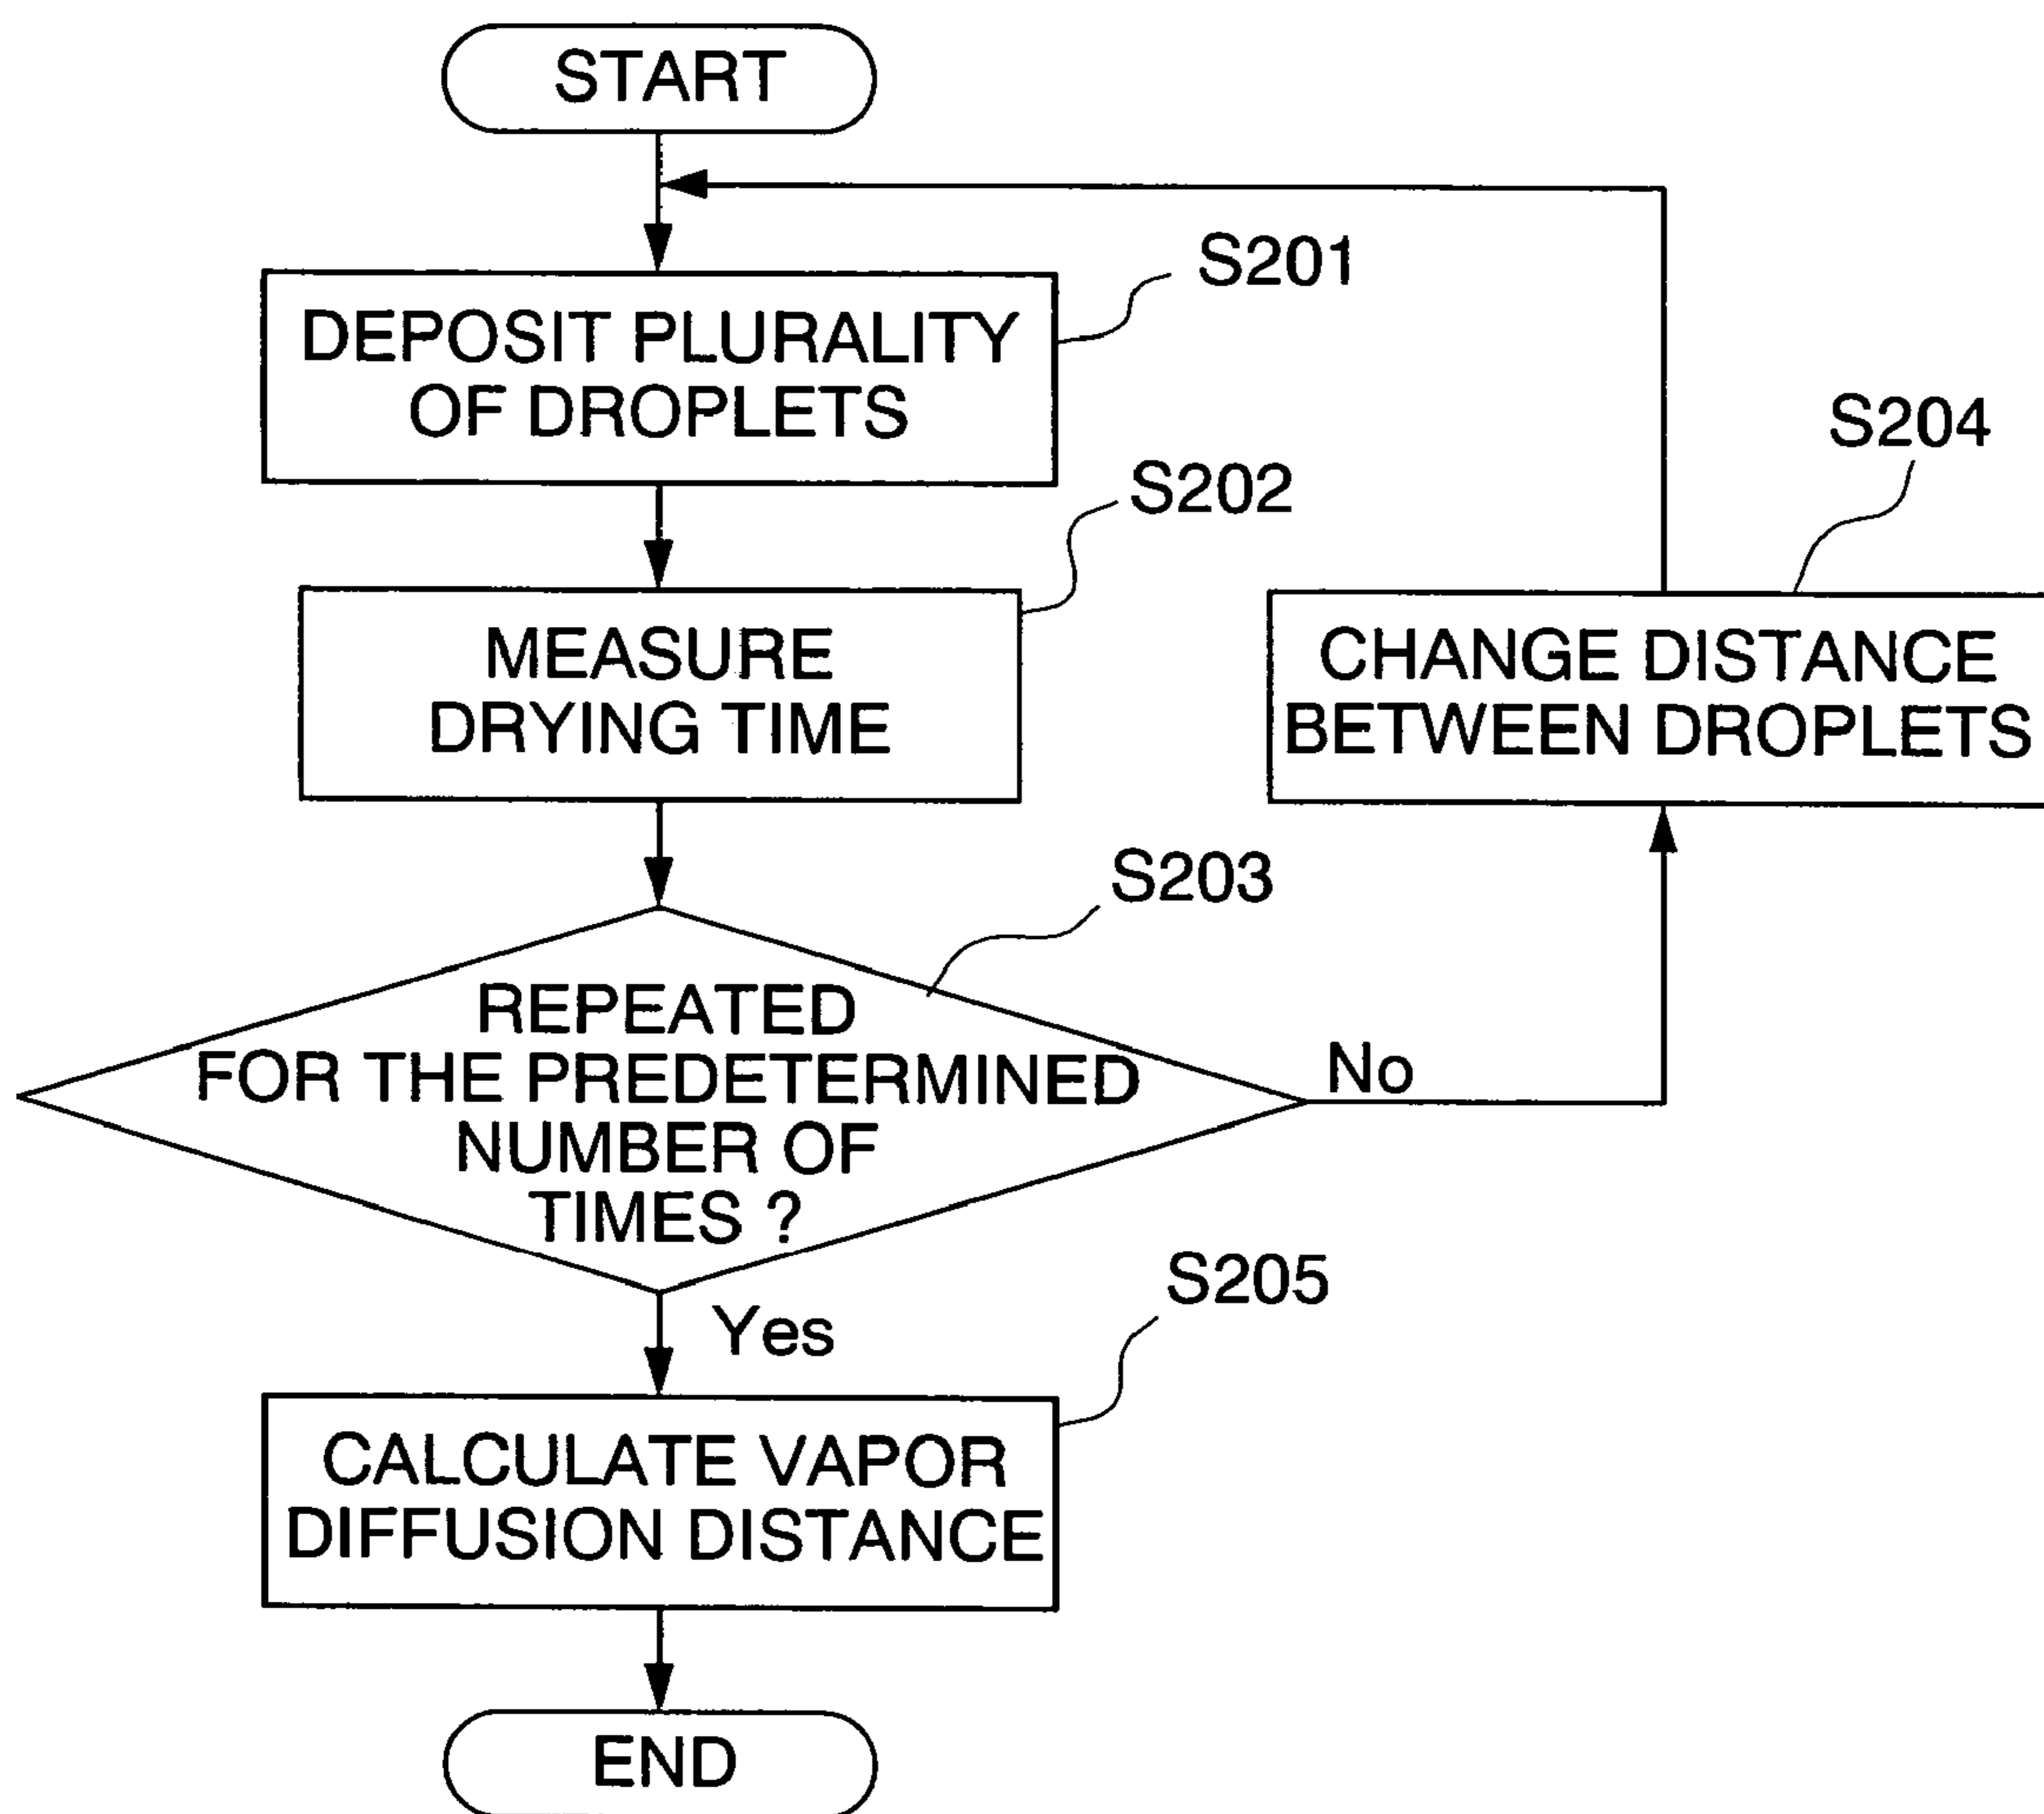 START
S201
DEPOSIT PLURALITY
OF DROPLETS
S202
MEASURE
DRYING TIME
S204
CHANGE DISTANCE
BETWEEN DROPLETS
S203
REPEATED
FOR THE PREDETERMINED
NUMBER OF
TIMES ?
No
Yes
S205
CALCULATE VAPOR
DIFFUSION DISTANCE
END